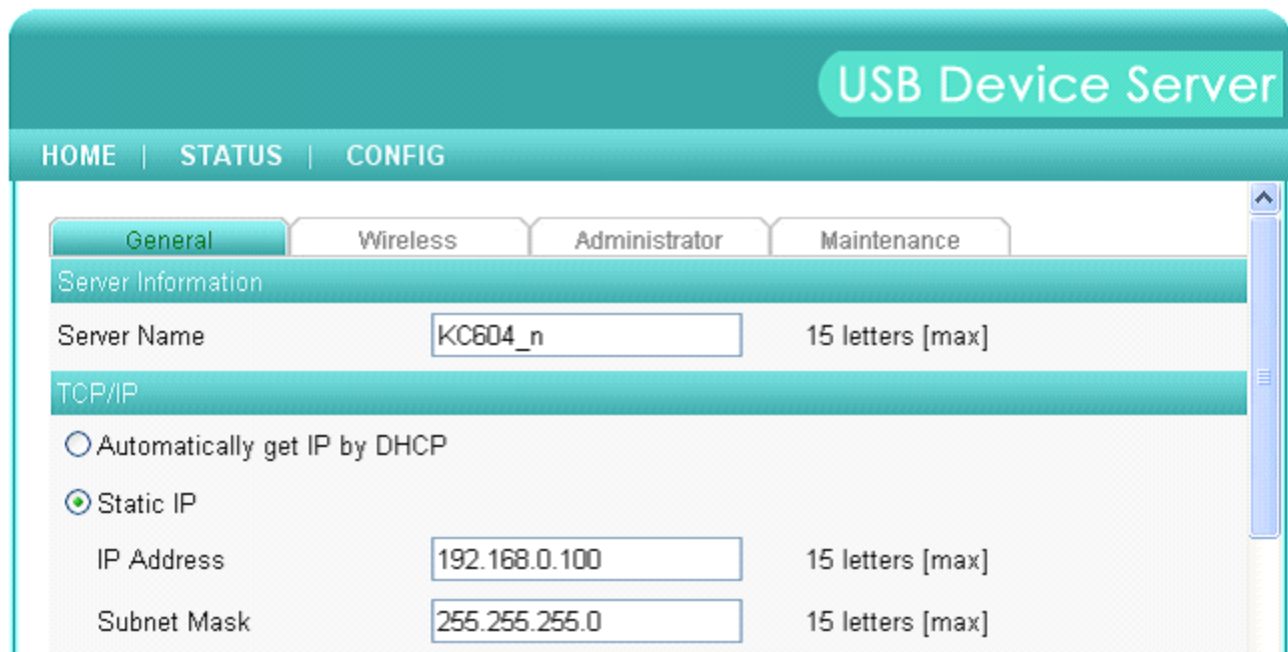 USB Device Server
HOME | STATUS | CONFIG
General Wireless Administrator Maintenance
Server Information
Server Name KC604_n 15 letters [max]
TCP/IP
Automatically get IP by DHCP
Static IP
IP Address 192.168.0.100 15 letters [max]
Subnet Mask 255.255.255.0 15 letters [max]